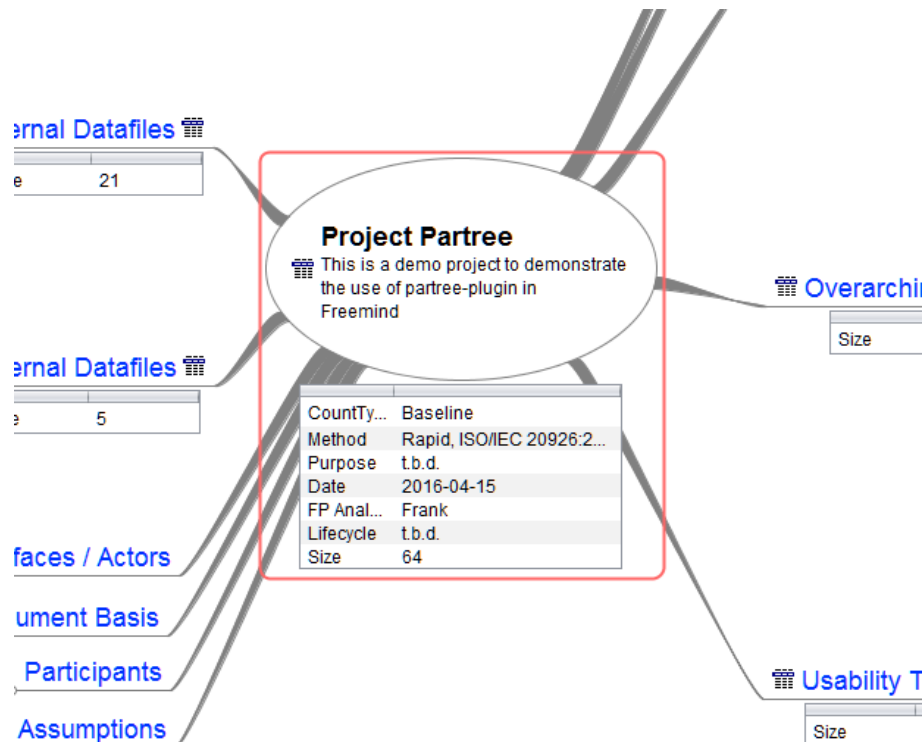 ernal Datafiles
e 21
Project Partree
This is a demo project to demonstrate
the use of partree-plugin in
Freemind
Overarchin
Size
ernal Datafiles
e 5
CountTy... Baseline
Method Rapid, ISO/IEC 20926:2...
Purpose t.b.d.
Date 2016-04-15
FP Anal... Frank
Lifecycle t.b.d.
Size 64
faces / Actors
ument Basis
Participants
Assumptions
Usability T
Size